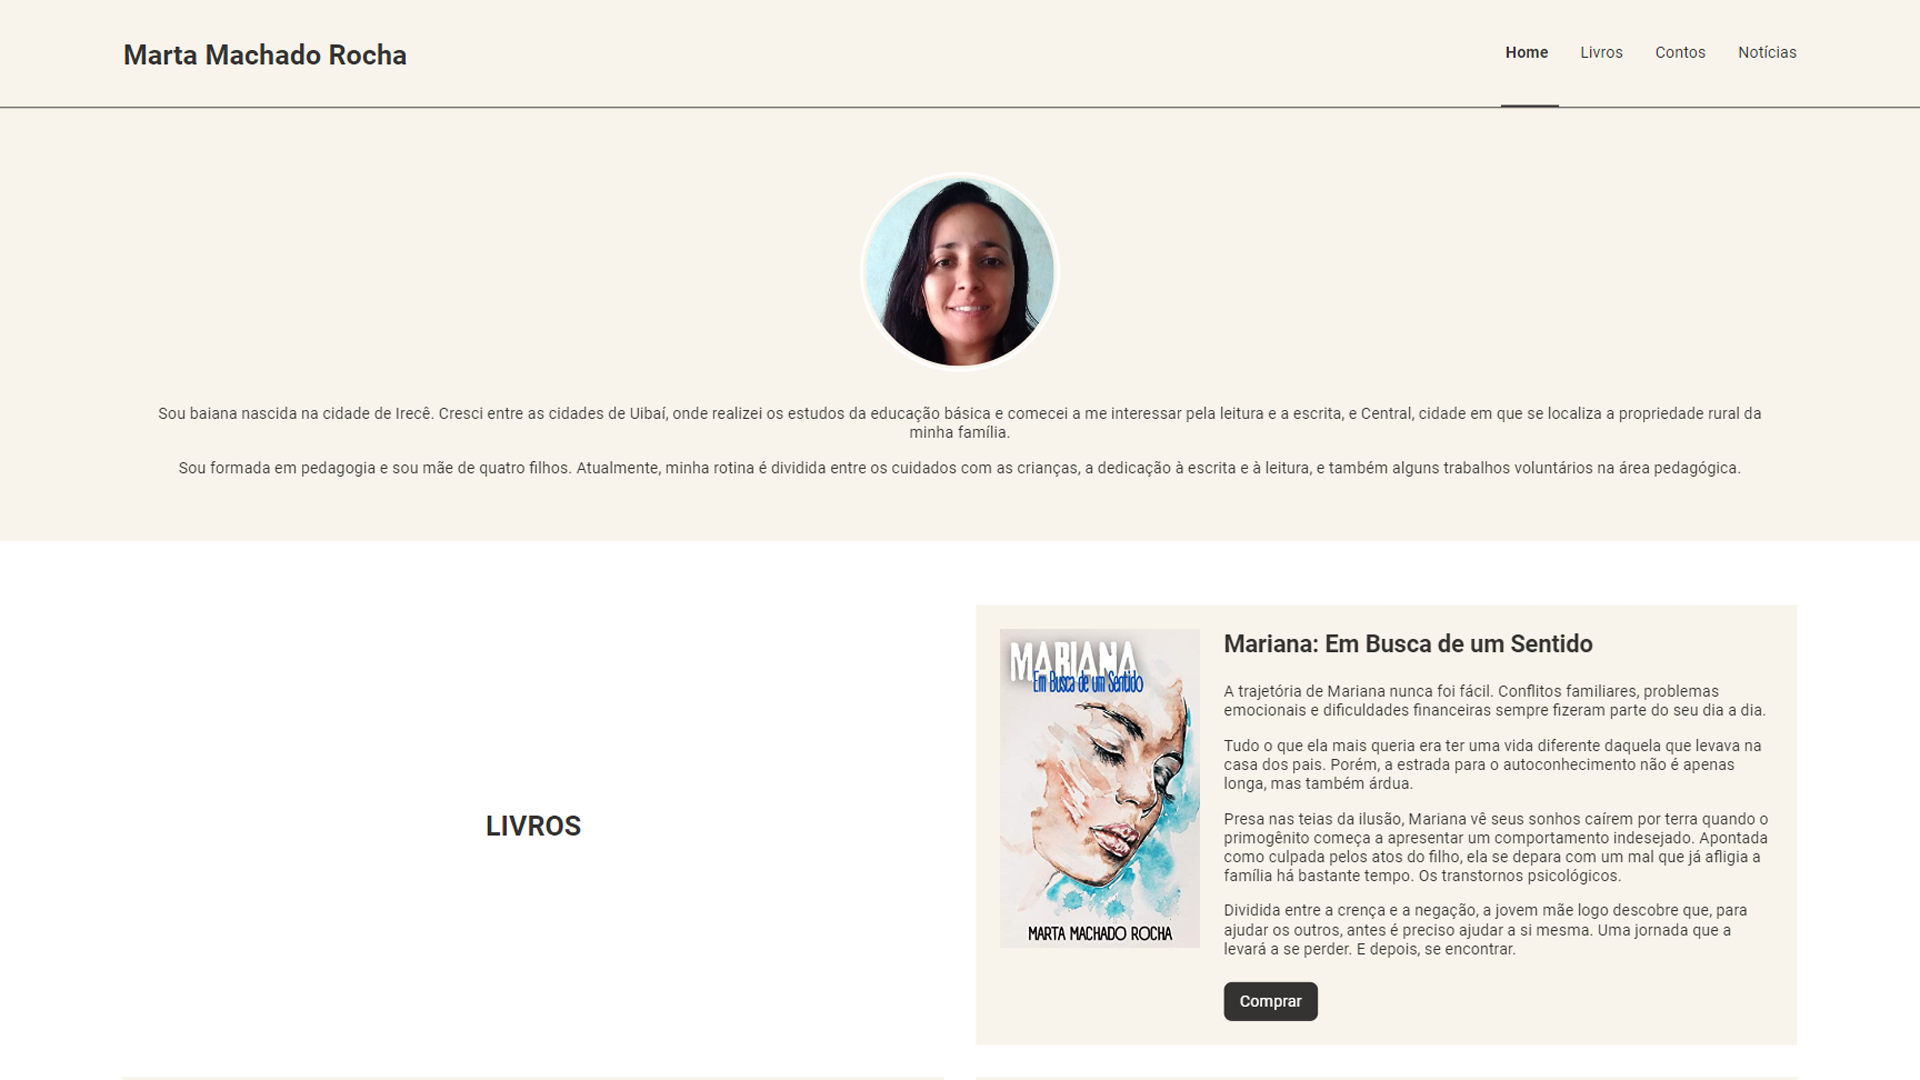 Marta Machado Rocha
Home
Livros
Contos
Notícias
Sou baiana nascida na cidade de Irecê. Cresci entre as cidades de Uibaí, onde realizei os estudos da educação básica e comecei a me interessar pela leitura e a escrita, e Central, cidade em que se localiza a propriedade rural da
minha família.
Sou formada em pedagogia e sou mãe de quatro filhos. Atualmente, minha rotina é dividida entre os cuidados com as crianças, a dedicação à escrita e à leitura, e também alguns trabalhos voluntários na área pedagógica.
LIVROS
MARIANA
Em Busca de um Sentido
MARTA MACHADO ROCHA
Mariana: Em Busca de um Sentido
A trajetória de Mariana nunca foi fácil. Conflitos familiares, problemas
emocionais e dificuldades financeiras sempre fizeram parte do seu dia a dia.
Tudo o que ela mais queria era ter uma vida diferente daquela que levava na
casa dos pais. Porém, a estrada para o autoconhecimento não é apenas
longa, mas também árdua.
Presa nas teias da ilusão, Mariana vê seus sonhos caírem por terra quando o
primogênito começa a apresentar um comportamento indesejado. Apontada
como culpada pelos atos do filho, ela se depara com um mal que já afligia a
família há bastante tempo. Os transtornos psicológicos.
Dividida entre a crença e a negação, a jovem mãe logo descobre que, para
ajudar os outros, antes é preciso ajudar a si mesma. Uma jornada que a
levará a se perder. E depois, se encontrar.
Comprar